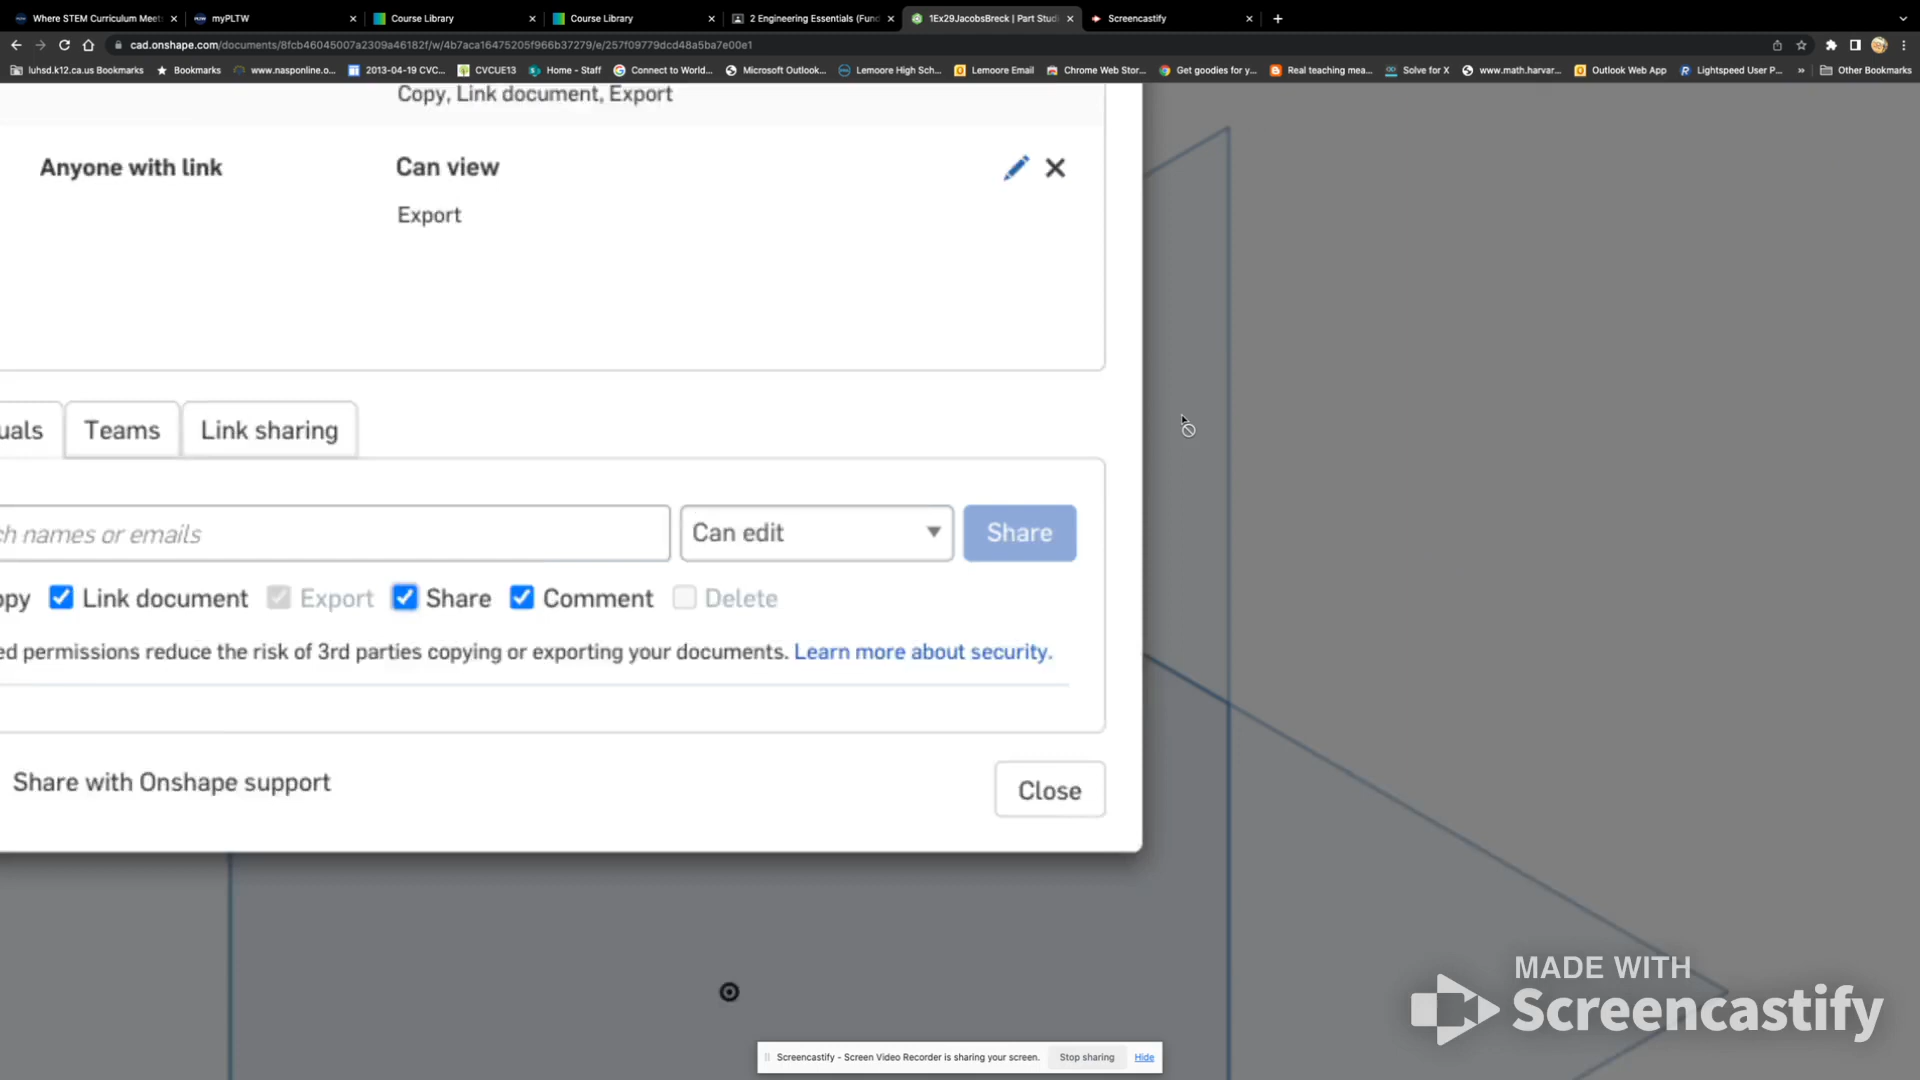 Where STEM Curriculum Meet
myPLTW
Course Library
Course Library
2 Engineering Essentials (Fund
1Ex29JacobsBreck | Part Studi
Screencastify
cad.onshape.com/documents/8fcb46045007a2309a46182f/w/4b7aca16475205f966b37279/e/257f09779dcd48a5ba7e00e1
luhsd.k12.ca.us Bookmarks
Bookmarks
www.nasponline.o...
2013-04-19 CVC...
CVCUE13
Home - Staff
Connect to World...
Microsoft Outlook...
Lemoore High Sch...
Lemoore Email
Chrome Web Stor...
Get goodies for y...
Real teaching mea...
Solve for X
www.math.harvar...
Outlook Web App
Lightspeed User P...
»
Other Bookmarks
Copy, Link document, Export
Anyone with link
Can view
Export
uals
Teams
Link sharing
ch names or emails
Can edit
Share
opy
Link document
Export
Share
Comment
Delete
ed permissions reduce the risk of 3rd parties copying or exporting your documents. Learn more about security.
Share with Onshape support
Close
MADE WITH
Screencastify
Screencastify - Screen Video Recorder is sharing your screen.
Stop sharing
Hide